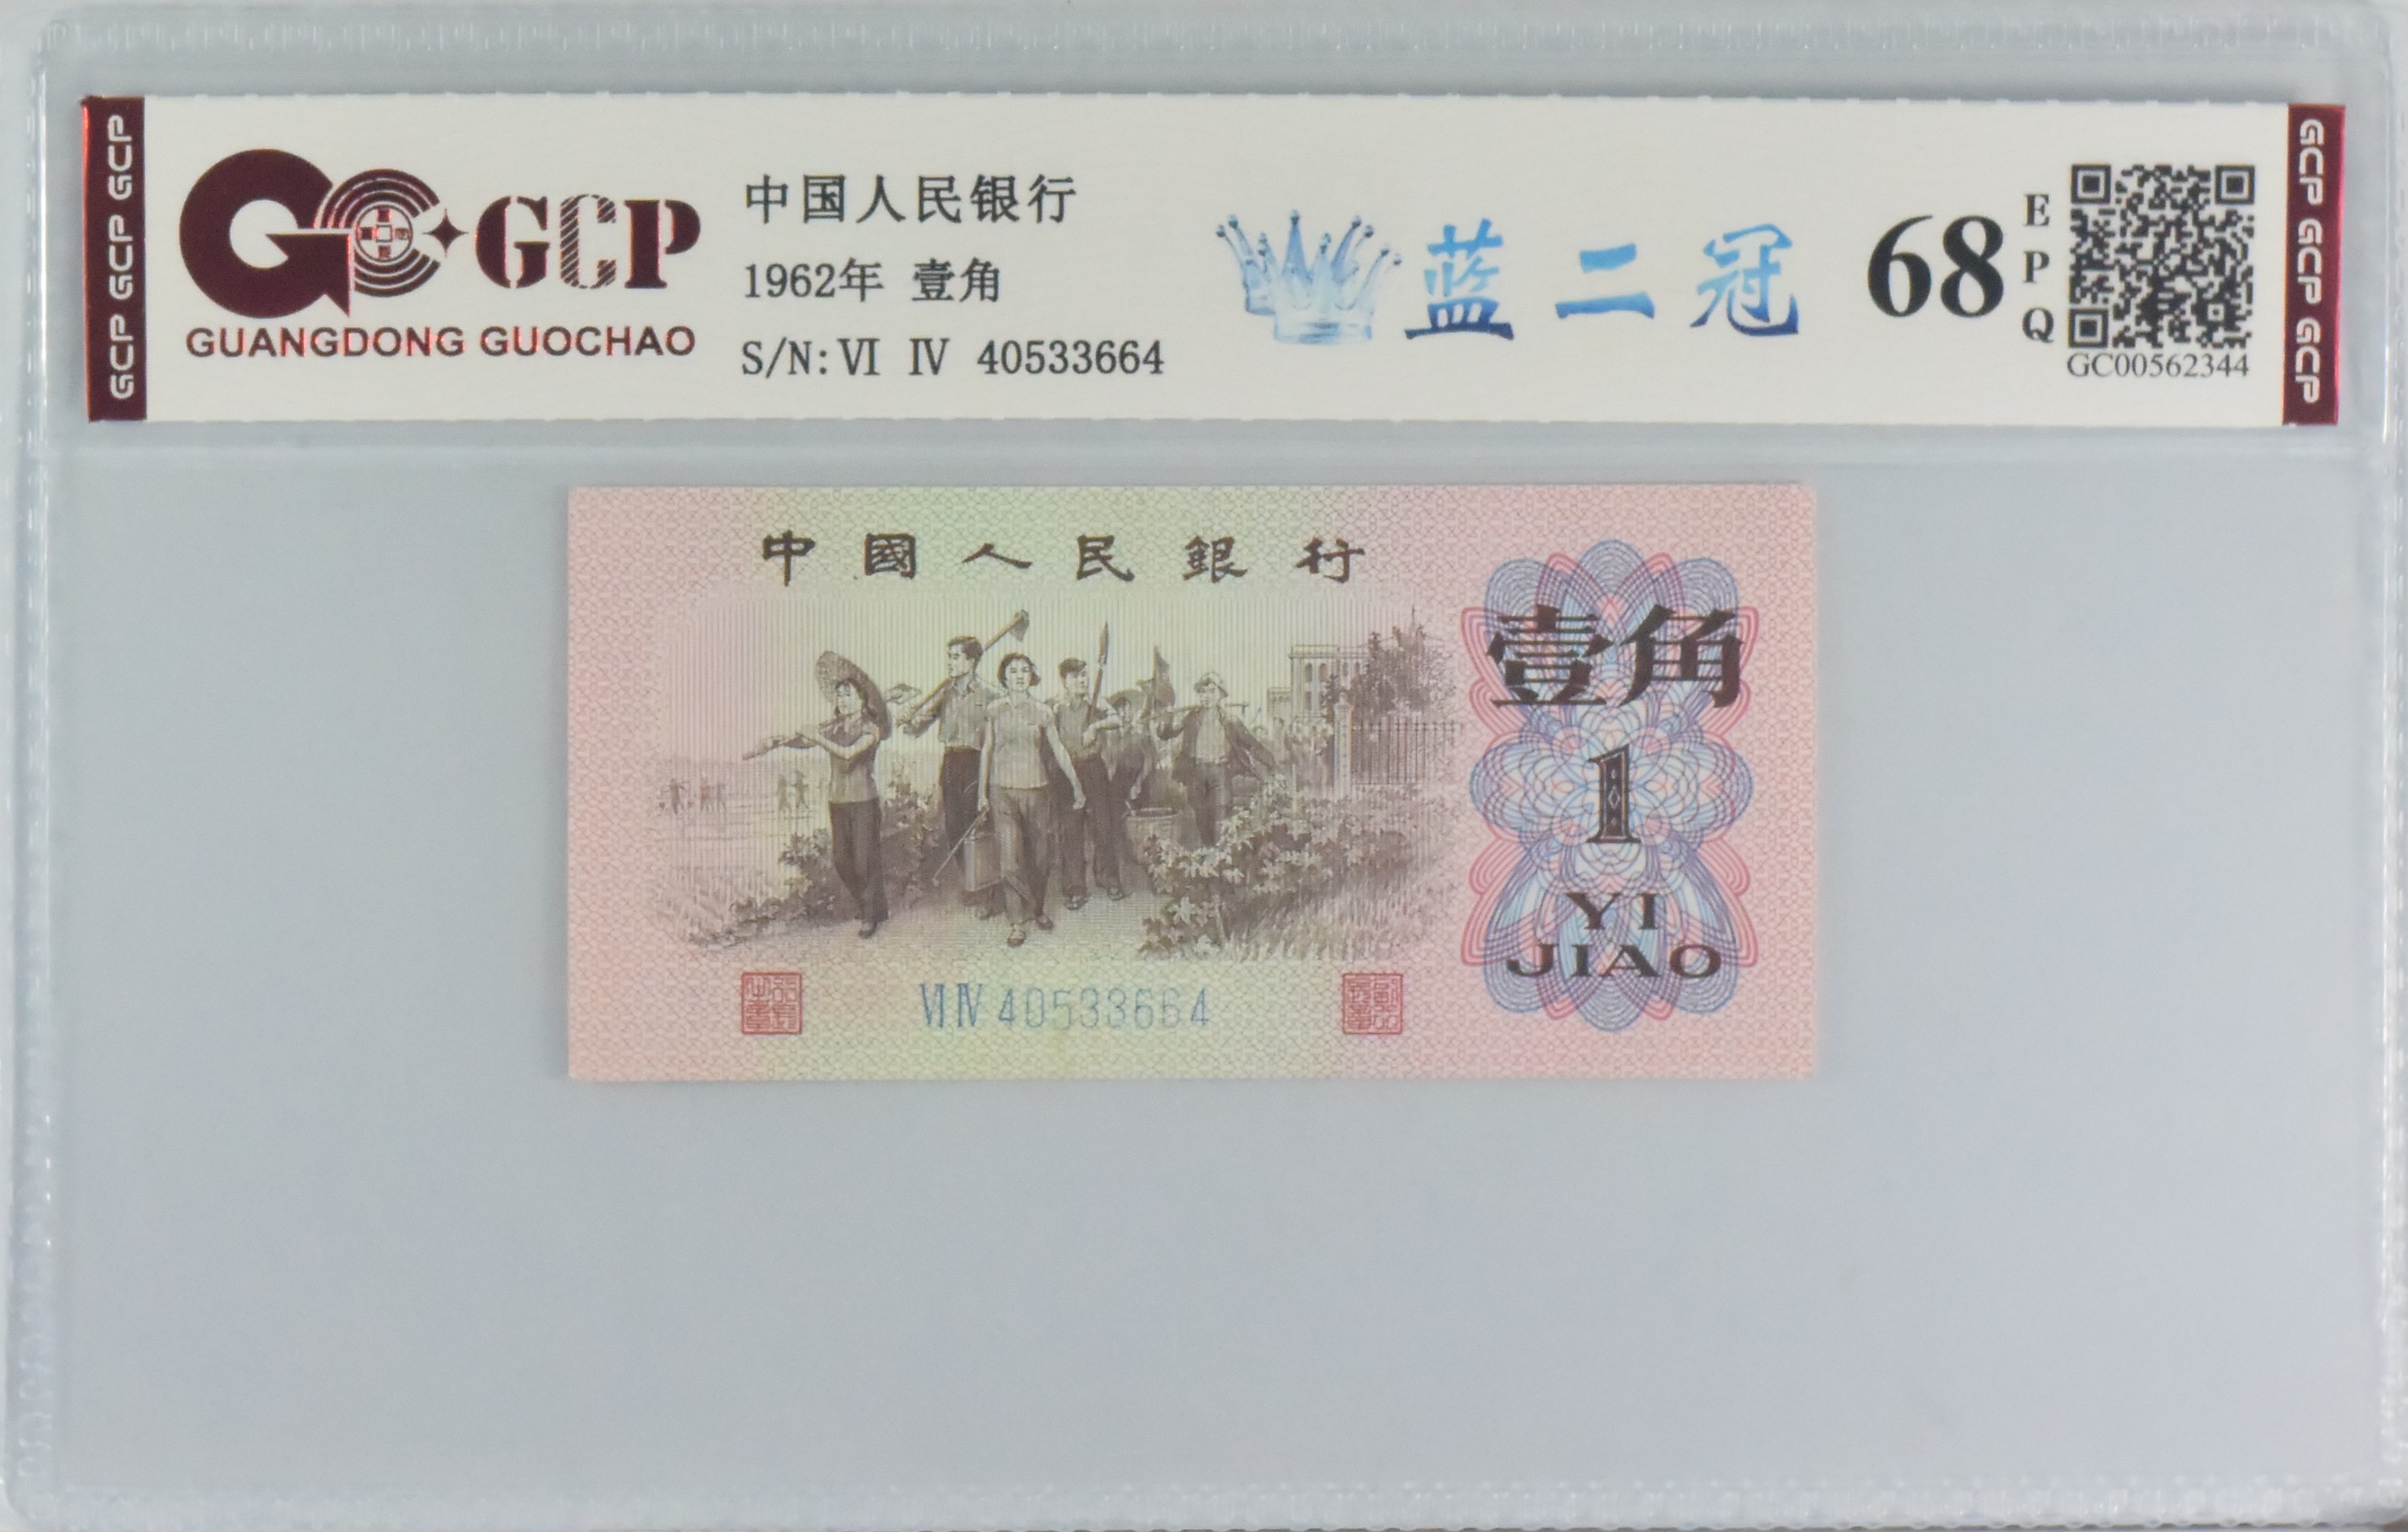 GCP GCP GCP
GCP
GUANGDONG GUOCHAO
中国人民银行
1962年 壹角
S/N: VI IV 40533664
蓝二冠
68
E
P
Q
GC00562344
GCP GCP GCP
中國人民銀行
壹角
1
YI
JIAO
VI IV 40533664